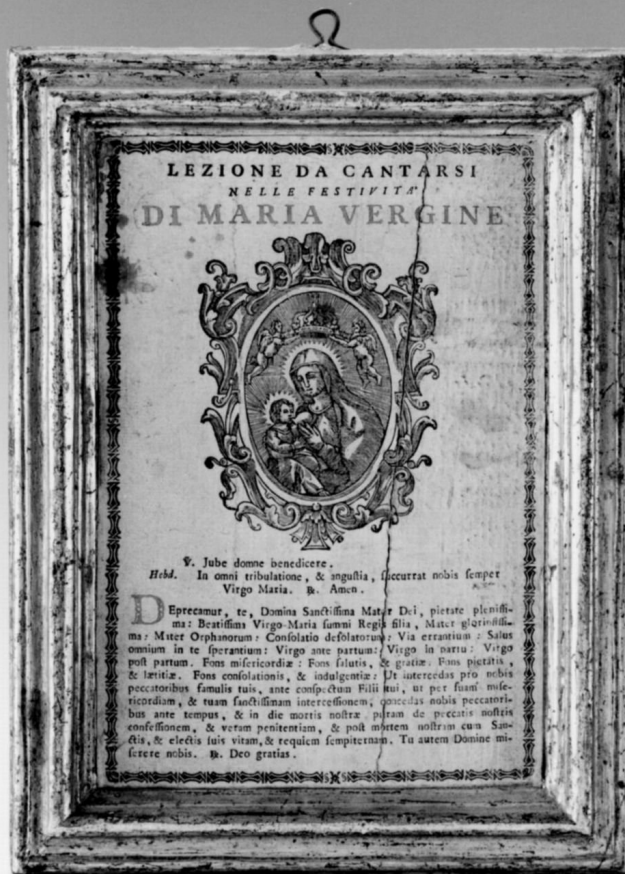 LEZIONE DA CANTARSI
NELLE FESTIVITA'
DI MARIA VERGINE
℣. Jube domne benedicere.
Hebd. In omni tribulatione, & anguſtia, ſuccurrat nobis ſemper
Virgo Maria. ℟. Amen.
DEprecamur, te, Domina Sanctiſſima Mater Dei, pietate pleniſſi-
ma: Beatiſſima Virgo Maria ſummi Regis filia, Mater glorioſiſſi-
ma: Mater Orphanorum: Conſolatio deſolatorum: Via errantium: Salus
omnium in te ſperantium: Virgo ante partum: Virgo in partu: Virgo
poſt partum. Fons miſericordiæ: Fons ſalutis, & gratiæ: Fons pietatis,
& lætitiæ. Fons conſolationis, & indulgentiæ: Ut intercedas pro nobis
peccatoribus famulis tuis, ante conſpectum Filii tui, ut per ſuam miſe-
ricordiam, & tuam ſanctiſſimam interceſſionem, concedas nobis peccatori-
bus ante tempus, & in die mortis noſtræ, puram de peccatis noſtris
confeſſionem, & veram penitentiam, & poſt mortem noſtram cum San-
ctis, & electis ſuis vitam, & requiem ſempiternam. Tu autem Domine mi-
ſerere nobis. ℟. Deo gratias.